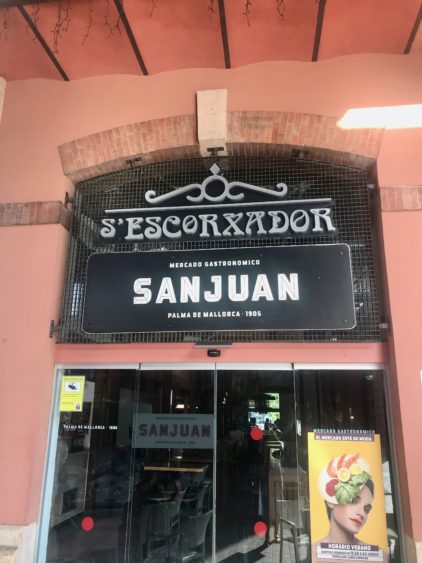 S'ESCORXADOR
MERCADO GASTRONOMICO
SANJUAN
PALMA DE MALLORCA · 1905
PALMA DE MALLORCA · 1905
SANJUAN
MERCADO GASTRONOMICO
EL MERCADO ESTÁ DE MODA
HORARIO VERANO